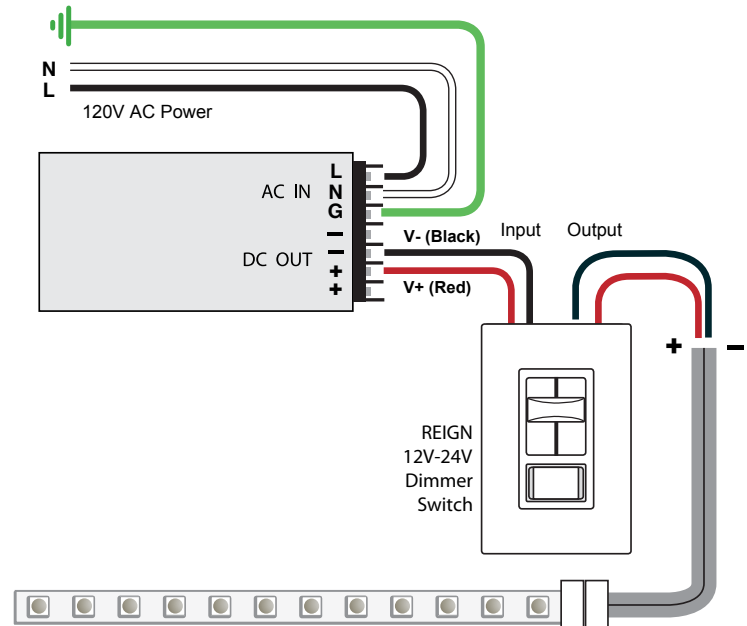 N
L
120V AC Power
AC IN
L
N
G
DC OUT
–
–
+
+
V- (Black)
V+ (Red)
Input
Output
+
–
REIGN
12V-24V
Dimmer
Switch